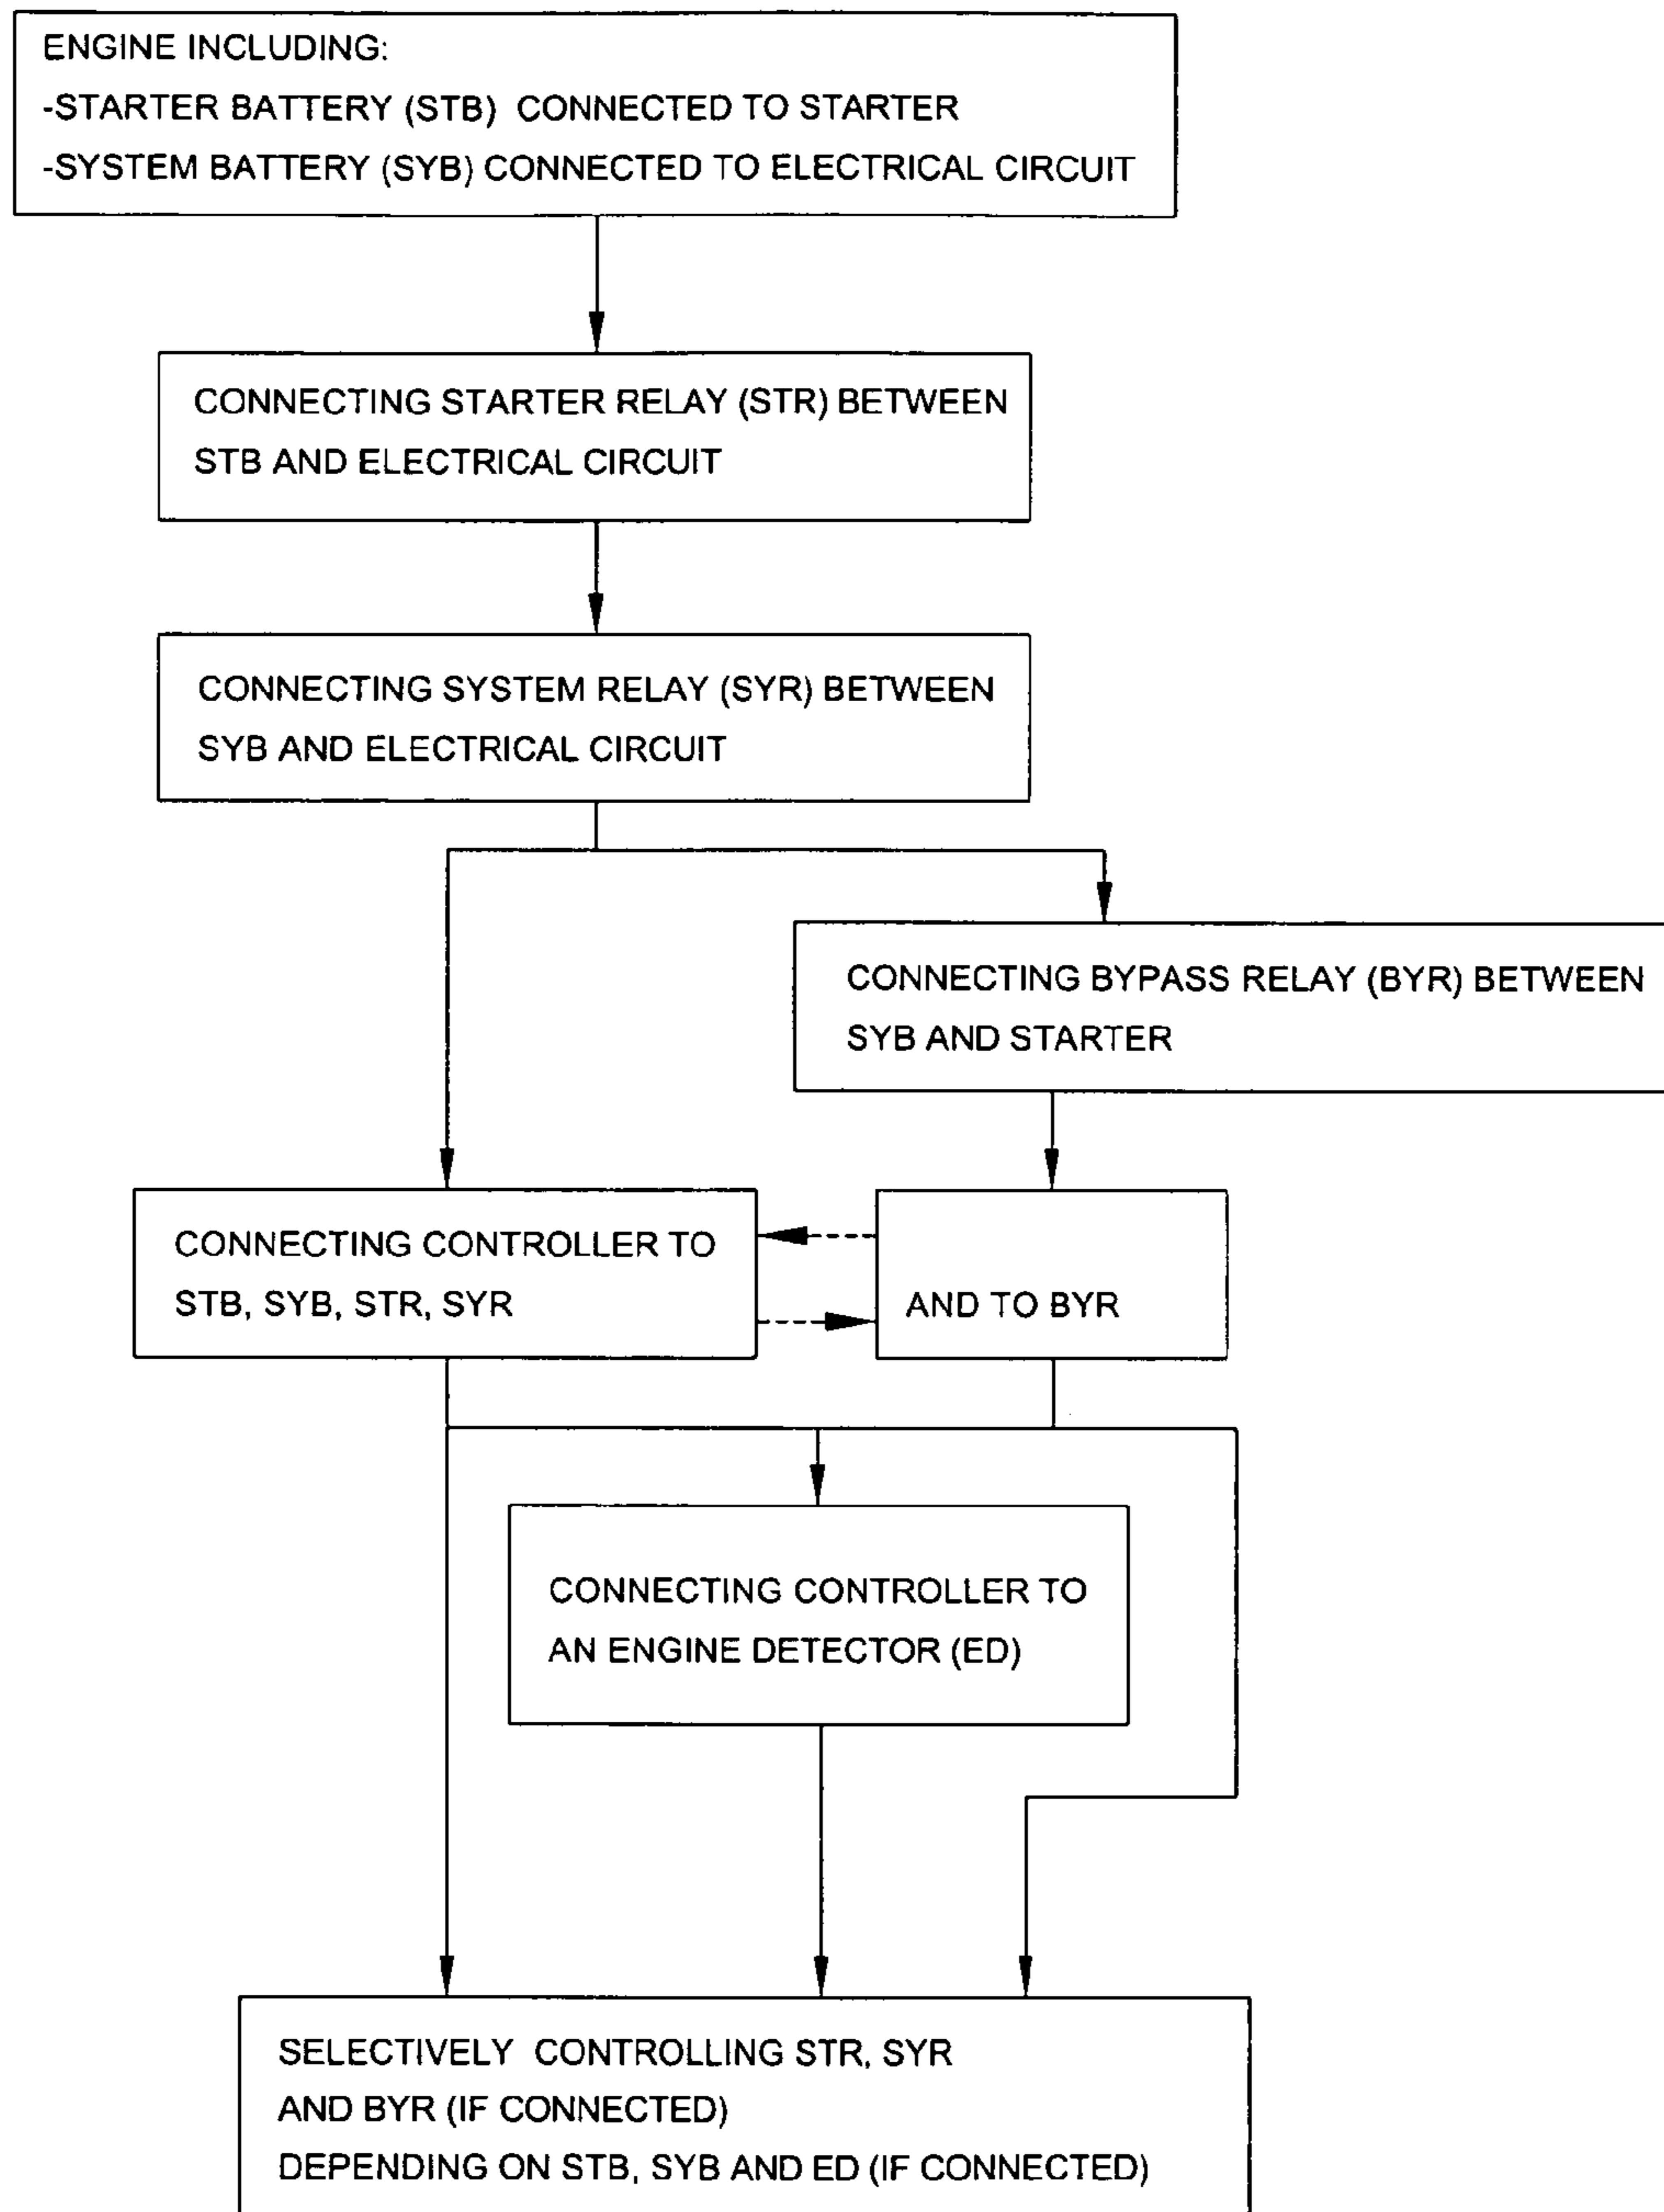 ENGINE INCLUDING:
-STARTER BATTERY (STB) CONNECTED TO STARTER
-SYSTEM BATTERY (SYB) CONNECTED TO ELECTRICAL CIRCUIT
CONNECTING STARTER RELAY (STR) BETWEEN
STB AND ELECTRICAL CIRCUIT
CONNECTING SYSTEM RELAY (SYR) BETWEEN
SYB AND ELECTRICAL CIRCUIT
CONNECTING BYPASS RELAY (BYR) BETWEEN
SYB AND STARTER
CONNECTING CONTROLLER TO
STB, SYB, STR, SYR
AND TO BYR
CONNECTING CONTROLLER TO
AN ENGINE DETECTOR (ED)
SELECTIVELY CONTROLLING STR, SYR
AND BYR (IF CONNECTED)
DEPENDING ON STB, SYB AND ED (IF CONNECTED)